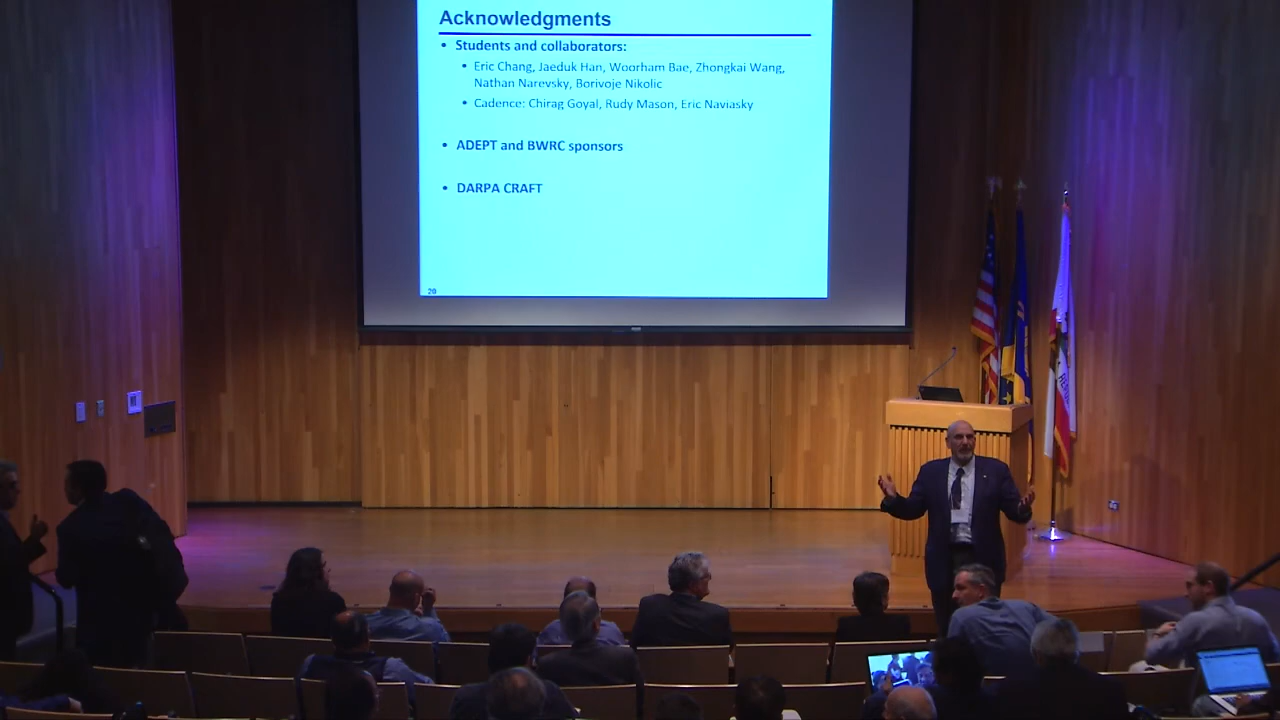 Acknowledgments
• Students and collaborators:
• Eric Chang, Jaeduk Han, Woorham Bae, Zhongkai Wang,
Nathan Narevsky, Borivoje Nikolic
• Cadence: Chirag Goyal, Rudy Mason, Eric Naviasky
• ADEPT and BWRC sponsors
• DARPA CRAFT
20